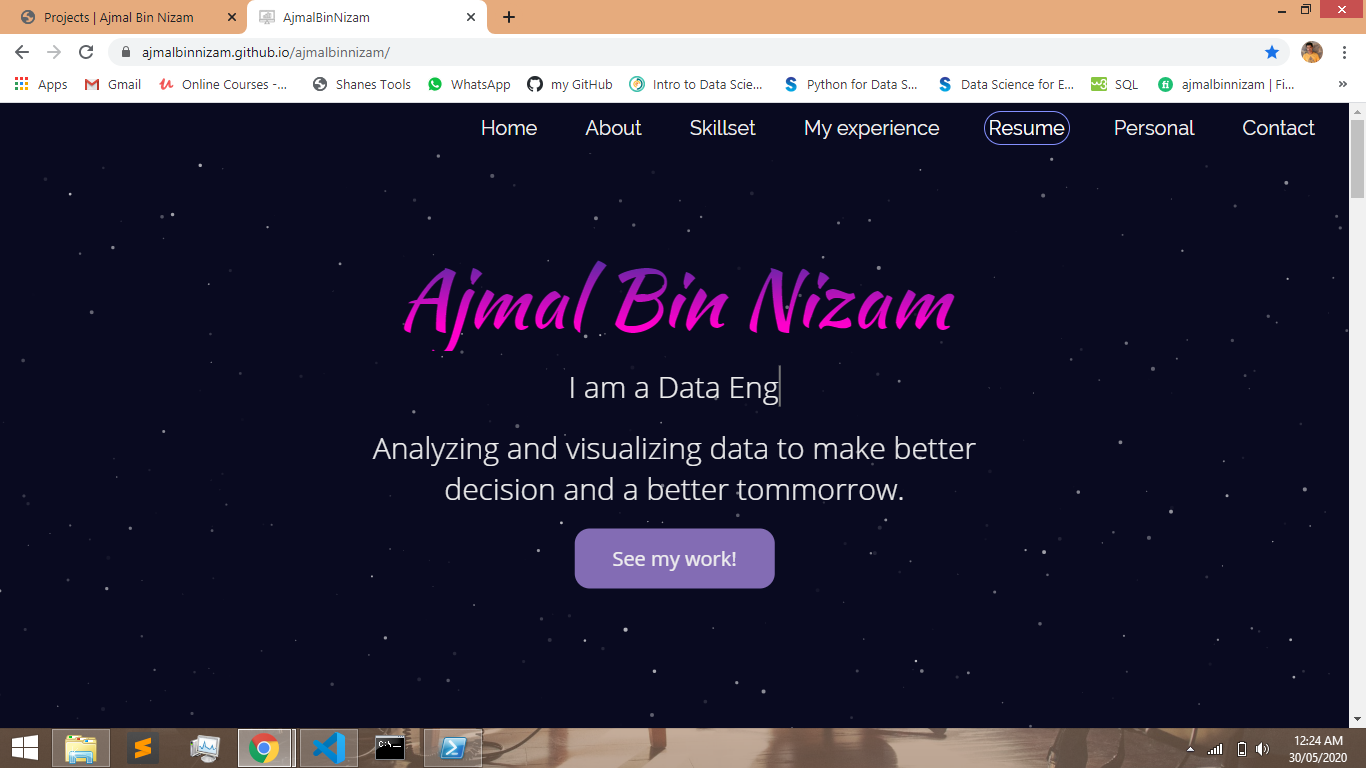 Projects | Ajmal Bin Nizam
AjmalBinNizam
ajmalbinnizam.github.io/ajmalbinnizam/
Apps
Gmail
Online Courses -...
Shanes Tools
WhatsApp
my GitHub
Intro to Data Scie...
Python for Data S...
Data Science for E...
SQL
ajmalbinnizam | Fi...
»
Home About Skillset My experience Resume Personal Contact
Ajmal Bin Nizam
I am a Data Eng
Analyzing and visualizing data to make better
decision and a better tommorrow.
See my work!
12:24 AM
30/05/2020